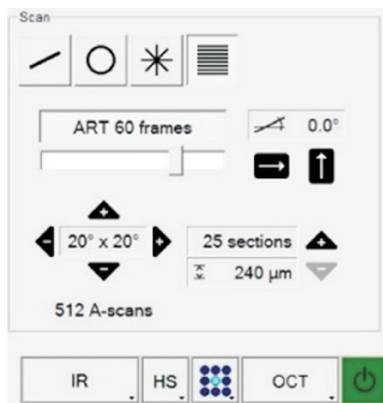 Scan
ART 60 frames
0.0°
20° x 20°
25 sections
240 µm
512 A-scans
IR
HS
OCT